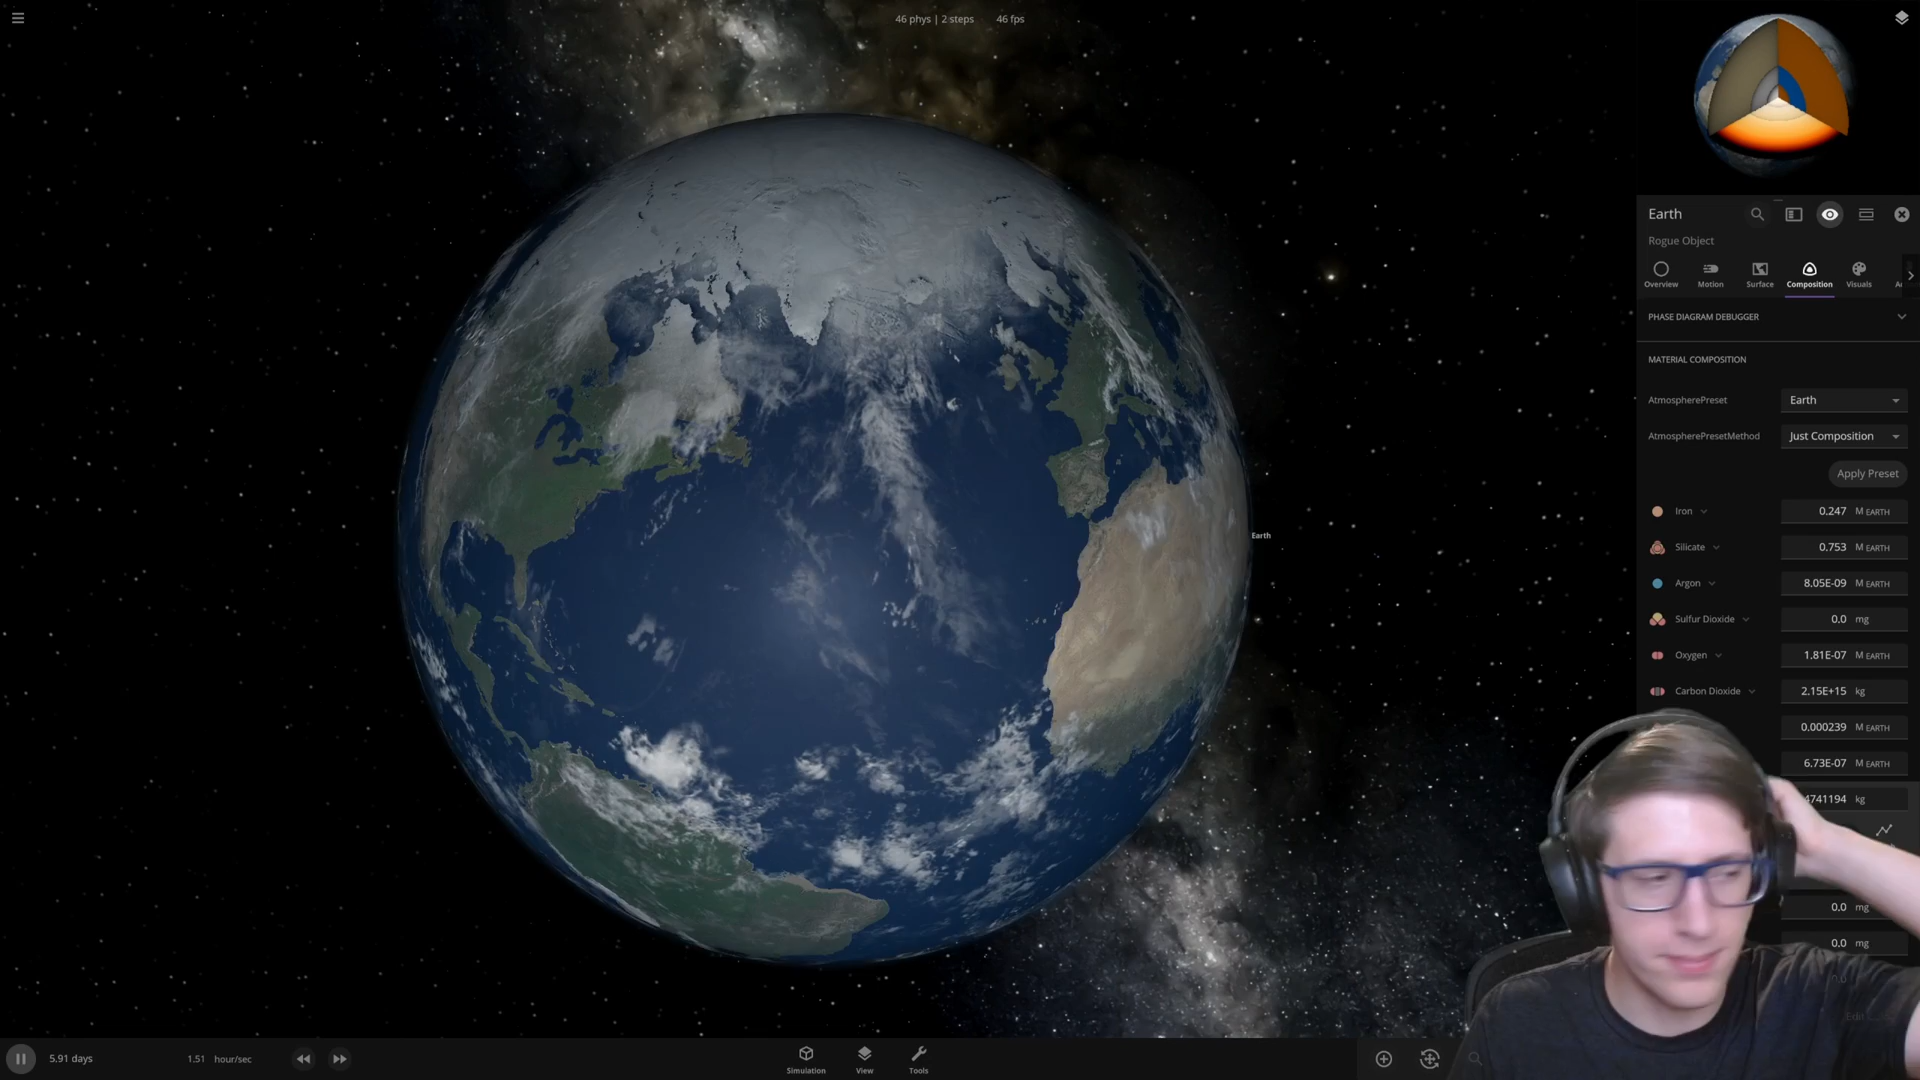 46 phys | 2 steps 46 fps
Earth
Rogue Object
Overview Motion Surface Composition Visuals
PHASE DIAGRAM DEBUGGER
MATERIAL COMPOSITION
AtmospherePreset Earth
AtmospherePresetMethod Just Composition
Apply Preset
Iron 0.247 M EARTH
Silicate 0.753 M EARTH
Earth
Argon 8.05E-09 M EARTH
Sulfur Dioxide 0.0 mg
Oxygen 1.81E-07 M EARTH
Carbon Dioxide 2.15E+15 kg
0.000239 M EARTH
6.73E-07 M EARTH
4741194 kg
0.0 mg
0.0 mg
0.0
Edit
5.91 days 1.51 hour/sec Simulation View Tools